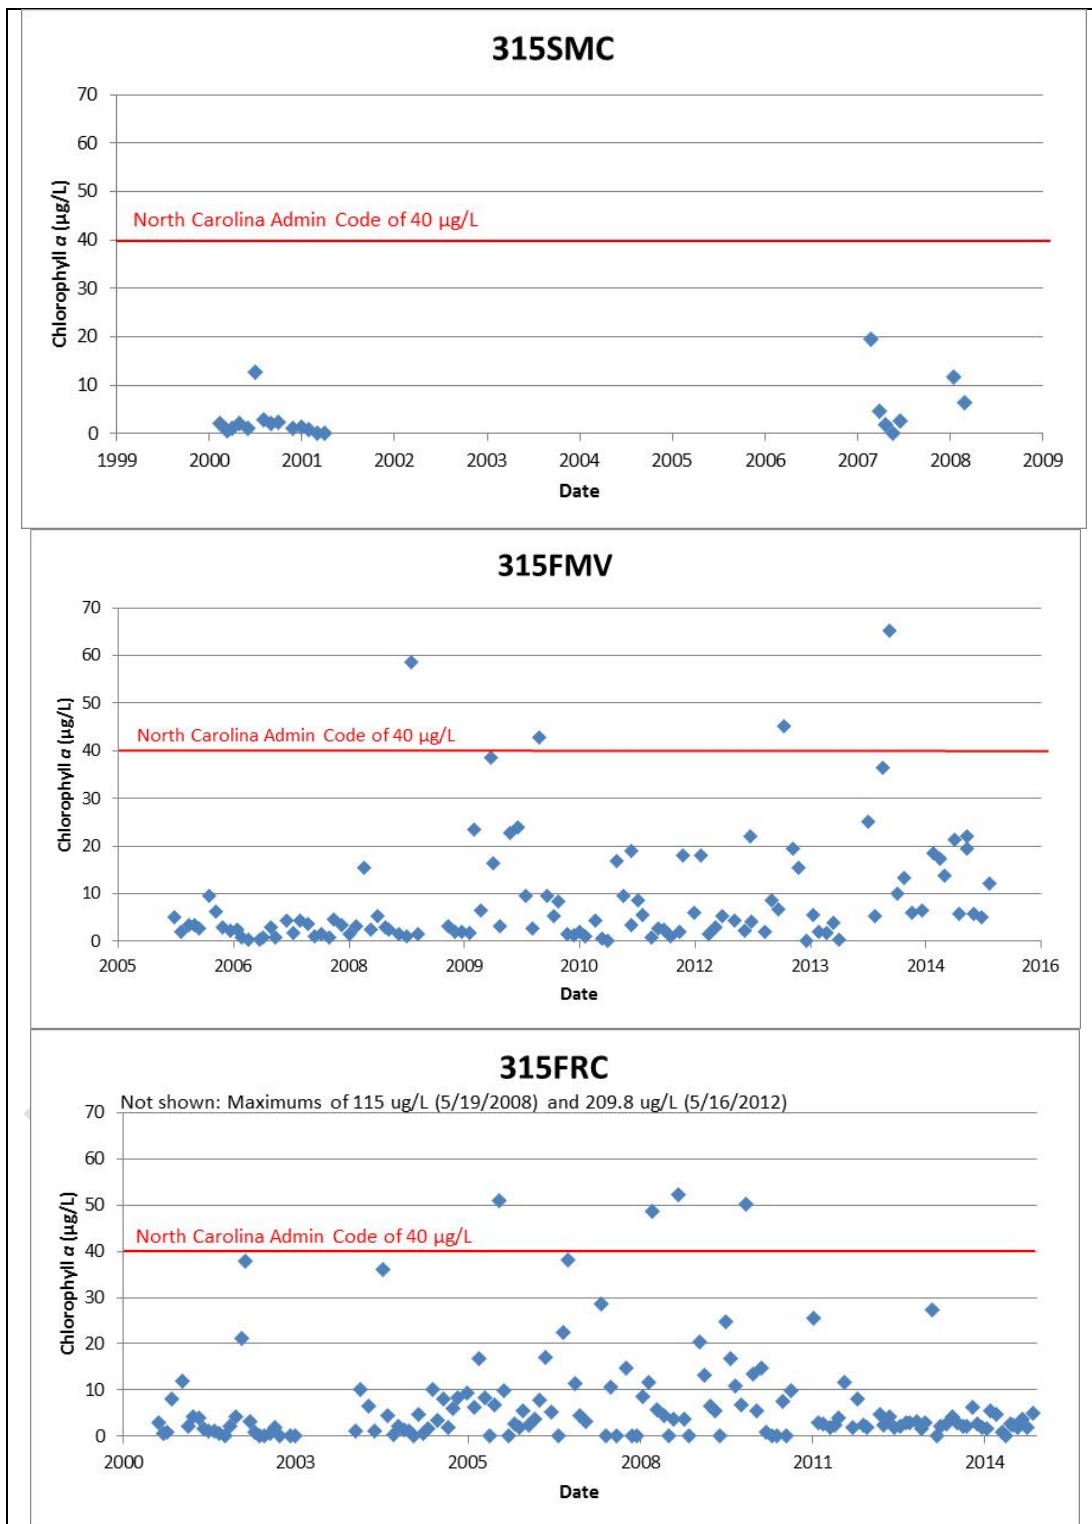 315SMC
70
60
50
North Carolina Admin Code of 40 µg/L
40
30
20
10
0
Chlorophyll a (µg/L)
1999 2000 2001 2002 2003 2004 2005 2006 2007 2008 2009
Date
315FMV
70
60
50
North Carolina Admin Code of 40 µg/L
40
30
20
10
0
Chlorophyll a (µg/L)
2005 2006 2008 2009 2010 2012 2013 2014 2016
Date
315FRC
Not shown: Maximums of 115 ug/L (5/19/2008) and 209.8 ug/L (5/16/2012)
70
60
50
North Carolina Admin Code of 40 µg/L
40
30
20
10
0
Chlorophyll a (µg/L)
2000 2003 2005 2008 2011 2014
Date